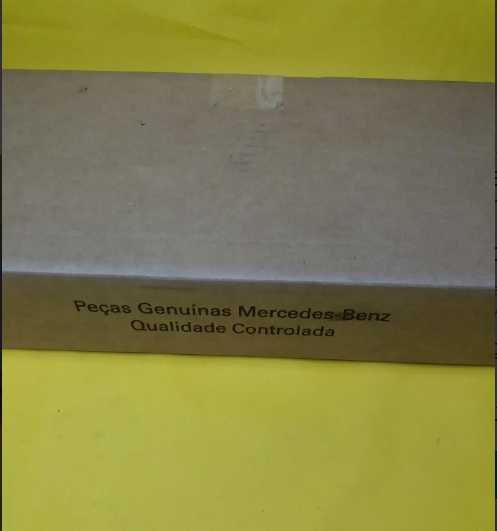 Peças Genuínas Mercedes-Benz
Qualidade Controlada